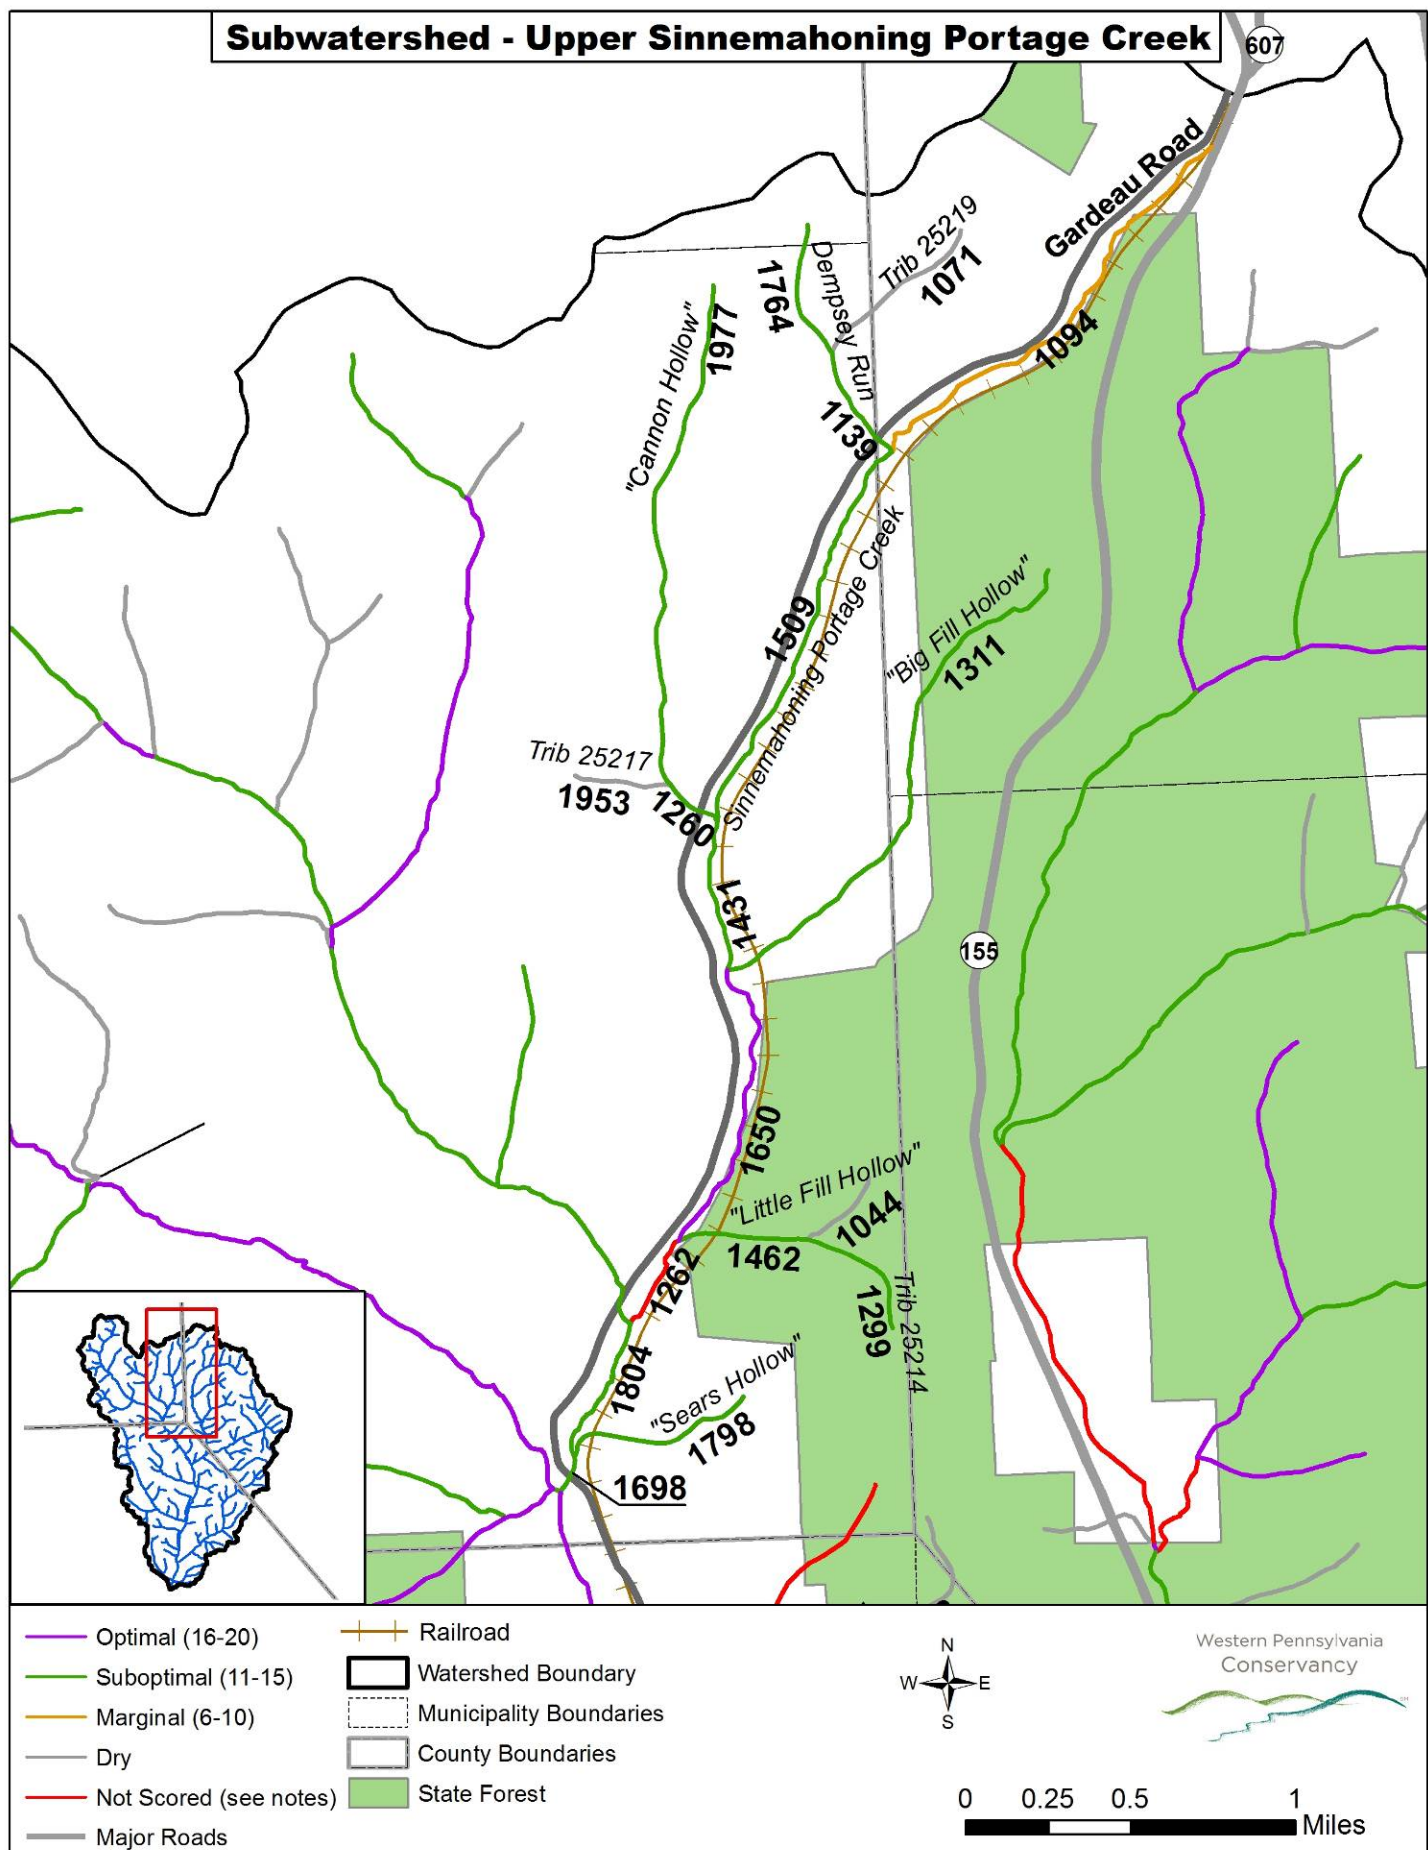 Subwatershed - Upper Sinnemahoning Portage Creek
607
Gardeau Road
Trib 25219
1071
Dempsey Run
1764
"Cannon Hollow"
1977
1094
1139
Sinnemahoning Portage Creek
1509
"Big Fill Hollow"
1311
Trib 25217
1953
1260
1431
155
1650
"Little Fill Hollow"
1044
1462
1262
1299
Trib 25214
1804
"Sears Hollow"
1798
1698
Optimal (16-20)
Suboptimal (11-15)
Marginal (6-10)
Dry
Not Scored (see notes)
Major Roads
Railroad
Watershed Boundary
Municipality Boundaries
County Boundaries
State Forest
N
W E
S
Western Pennsylvania
Conservancy
0 0.25 0.5 1
Miles